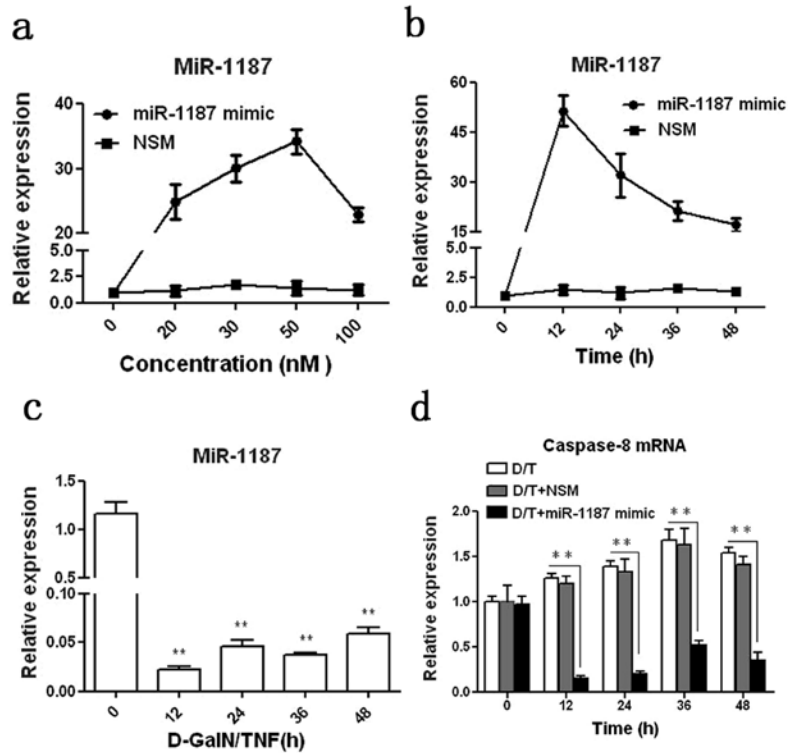 a
MiR-1187
miR-1187 mimic
NSM
Relative expression
40
30
20
5.0
2.5
0.0
0
20
30
50
100
Concentration (nM )
b
MiR-1187
miR-1187 mimic
NSM
Relative expression
60
45
30
15
5.0
2.5
0.0
0
12
24
36
48
Time (h)
c
MiR-1187
Relative expression
1.5
1.0
0.5
0.10
0.05
0.00
**
**
**
**
0
12
24
36
48
D-GalN/TNF(h)
d
Caspase-8 mRNA
D/T
D/T+NSM
D/T+miR-1187 mimic
Relative expression
2.0
1.5
1.0
0.5
0.0
**
**
**
**
0
12
24
36
48
Time (h)